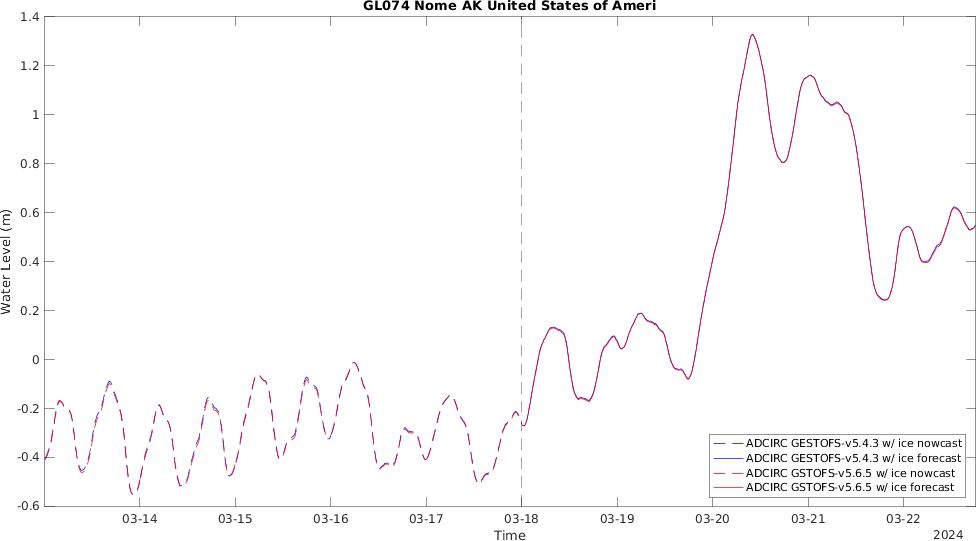 GL074 Nome AK United States of Ameri
1.4
1.2
1
0.8
0.6
0.4
0.2
0
-0.2
-0.4
-0.6
Water Level (m)
03-14 03-15 03-16 03-17 03-18 03-19 03-20 03-21 03-22
Time
2024
ADCIRC GESTOFS-v5.4.3 w/ ice nowcast
ADCIRC GESTOFS-v5.4.3 w/ ice forecast
ADCIRC GSTOFS-v5.6.5 w/ ice nowcast
ADCIRC GSTOFS-v5.6.5 w/ ice forecast